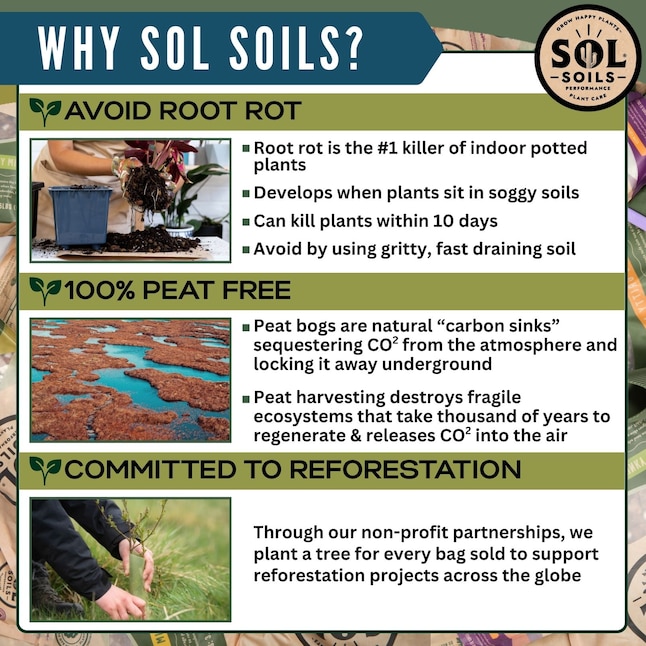 WHY SOL SOILS?
GROW HAPPY PLANTS
SOL
SOILS
PERFORMANCE
PLANT CARE
AVOID ROOT ROT
Root rot is the #1 killer of indoor potted
plants
Develops when plants sit in soggy soils
Can kill plants within 10 days
Avoid by using gritty, fast draining soil
100% PEAT FREE
Peat bogs are natural “carbon sinks”
sequestering CO² from the atmosphere and
locking it away underground
Peat harvesting destroys fragile
ecosystems that take thousand of years to
regenerate & releases CO² into the air
COMMITTED TO REFORESTATION
Through our non-profit partnerships, we
plant a tree for every bag sold to support
reforestation projects across the globe